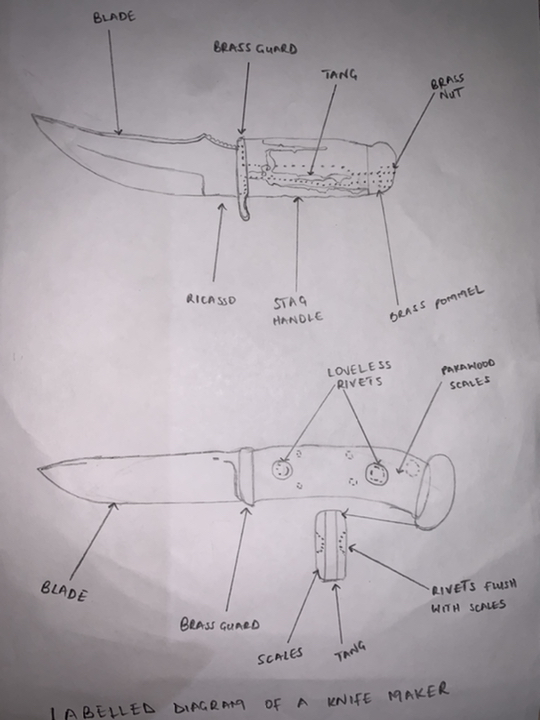 BLADE
BRASS GUARD
TANG
BRASS
NUT
RICASSO
STAG
HANDLE
BRASS POMMEL
LOVELESS
RIVETS
PAKAWOOD
SCALES
BLADE
BRASS GUARD
SCALES
TANG
RIVETS FLUSH
WITH SCALES
LABELLED DIAGRAM OF A KNIFE MAKER